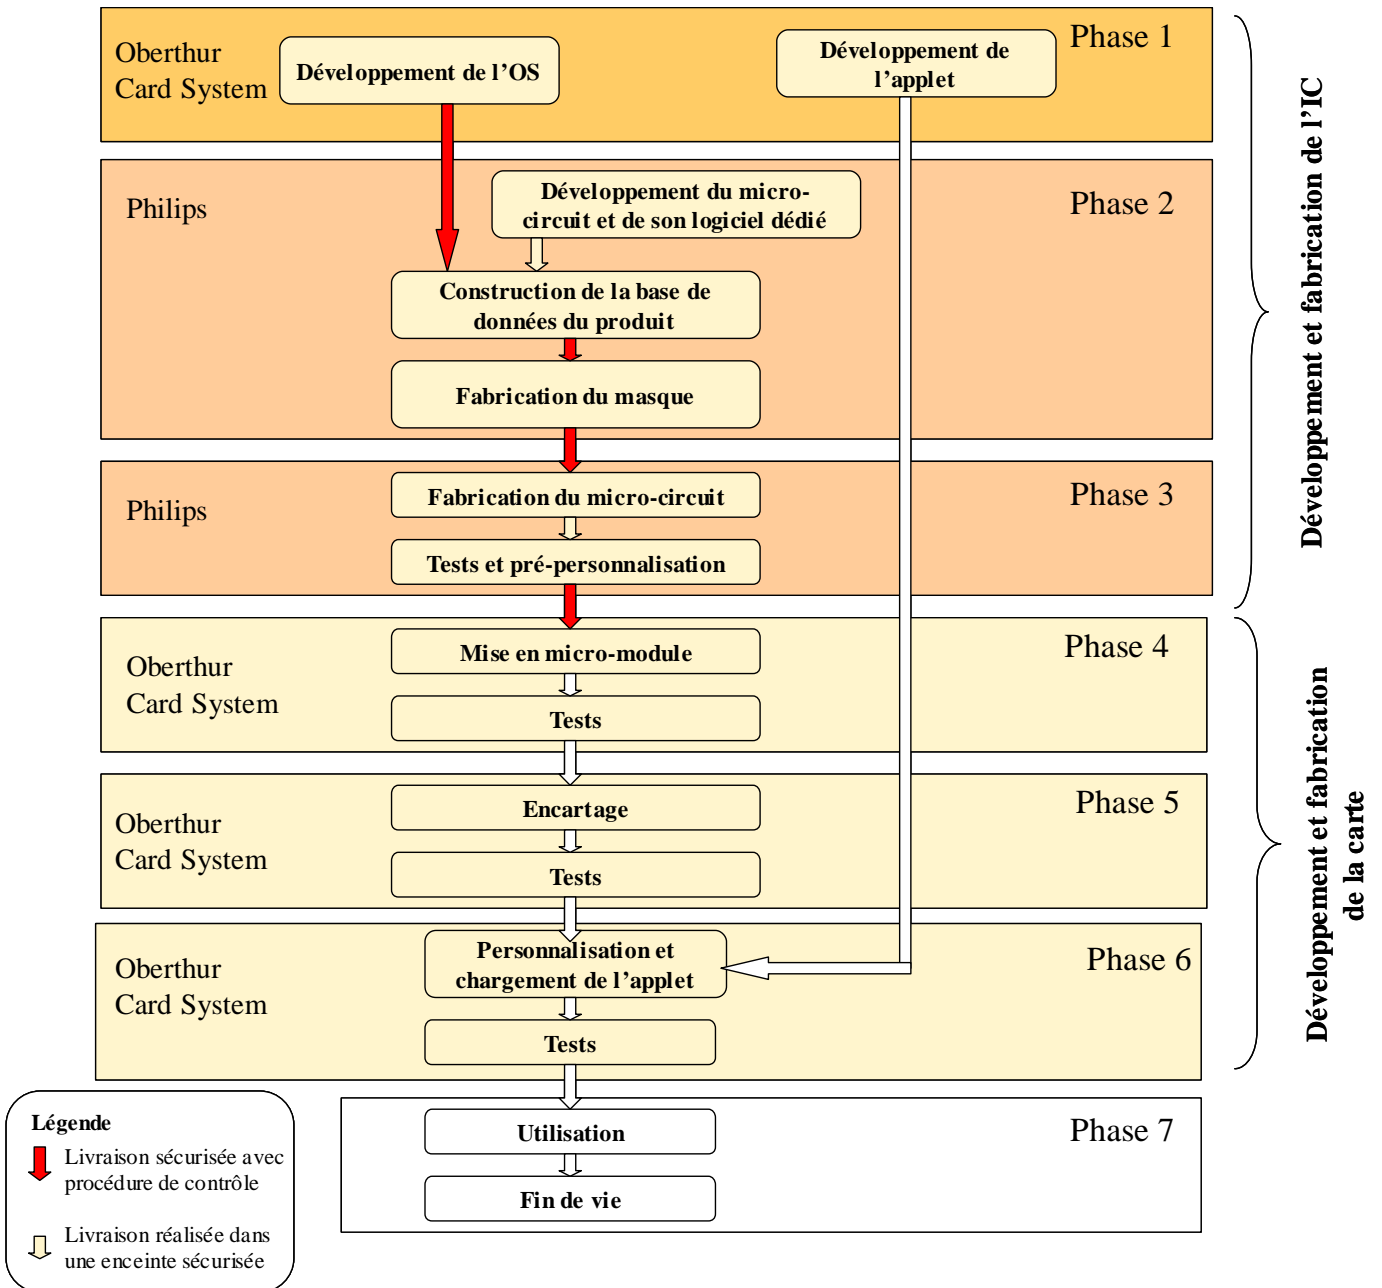 Phase 1
Oberthur
Card System
Développement de l’OS
Développement de
l’applet
Philips
Développement du micro-
circuit et de son logiciel dédié
Phase 2
Construction de la base de
données du produit
Fabrication du masque
Philips
Fabrication du micro-circuit
Phase 3
Tests et pré-personnalisation
Développement et fabrication de l’IC
Oberthur
Card System
Mise en micro-module
Phase 4
Tests
Oberthur
Card System
Encartage
Phase 5
Tests
Oberthur
Card System
Personnalisation et
chargement de l’applet
Phase 6
Tests
Développement et fabrication
de la carte
Utilisation
Phase 7
Fin de vie
Légende
Livraison sécurisée avec
procédure de contrôle
Livraison réalisée dans
une enceinte sécurisée